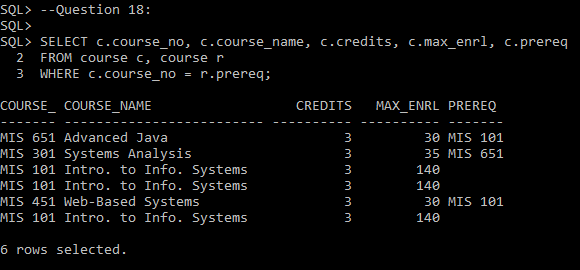 SQL> --Question 18:
SQL>
SQL> SELECT c.course_no, c.course_name, c.credits, c.max_enrl, c.prereq
  2  FROM course c, course r
  3  WHERE c.course_no = r.prereq;
COURSE_ COURSE_NAME                  CREDITS   MAX_ENRL PREREQ
------- ------------------------- ---------- ---------- -------
MIS 651 Advanced Java                      3         30 MIS 101
MIS 301 Systems Analysis                   3         35 MIS 651
MIS 101 Intro. to Info. Systems            3        140
MIS 101 Intro. to Info. Systems            3        140
MIS 451 Web-Based Systems                  3         30 MIS 101
MIS 101 Intro. to Info. Systems            3        140
6 rows selected.